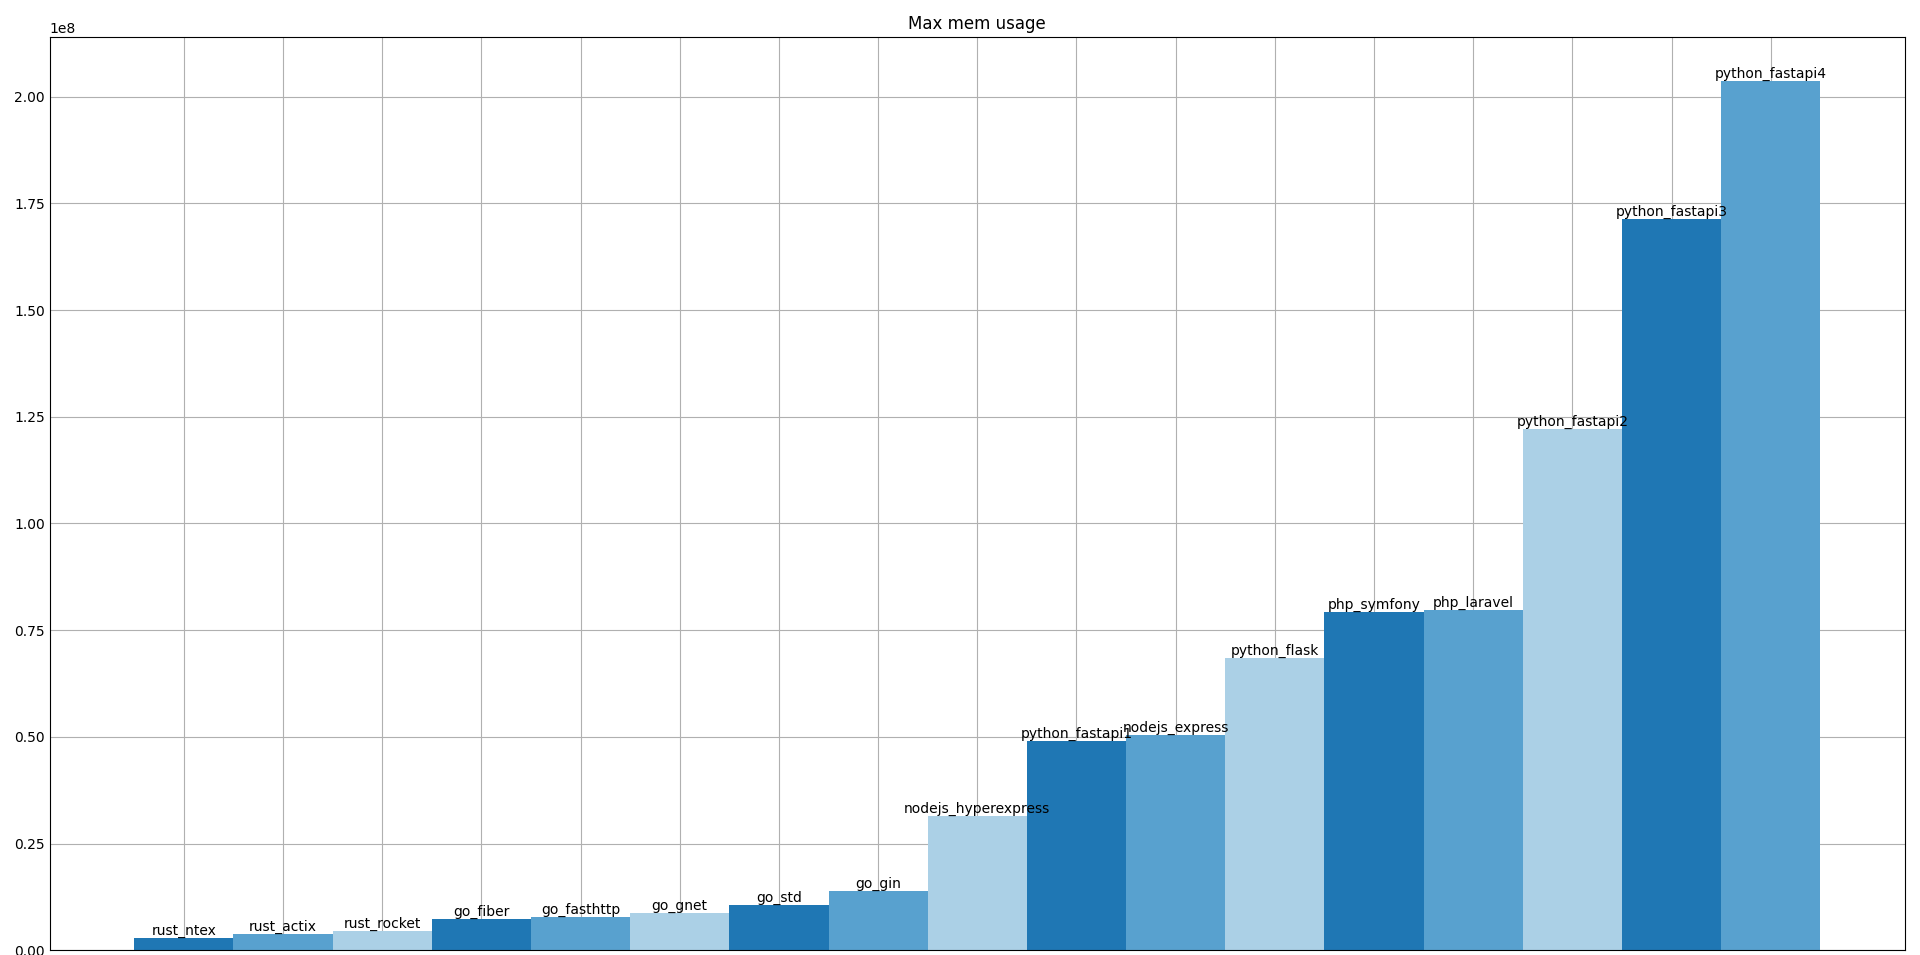 Max mem usage
1e8
2.00
1.75
1.50
1.25
1.00
0.75
0.50
0.25
0.00
rust_ntex
rust_actix
rust_rocket
go_fiber
go_fasthttp
go_gnet
go_std
go_gin
nodejs_hyperexpress
python_fastapi1
nodejs_express
python_flask
php_symfony
php_laravel
python_fastapi2
python_fastapi3
python_fastapi4